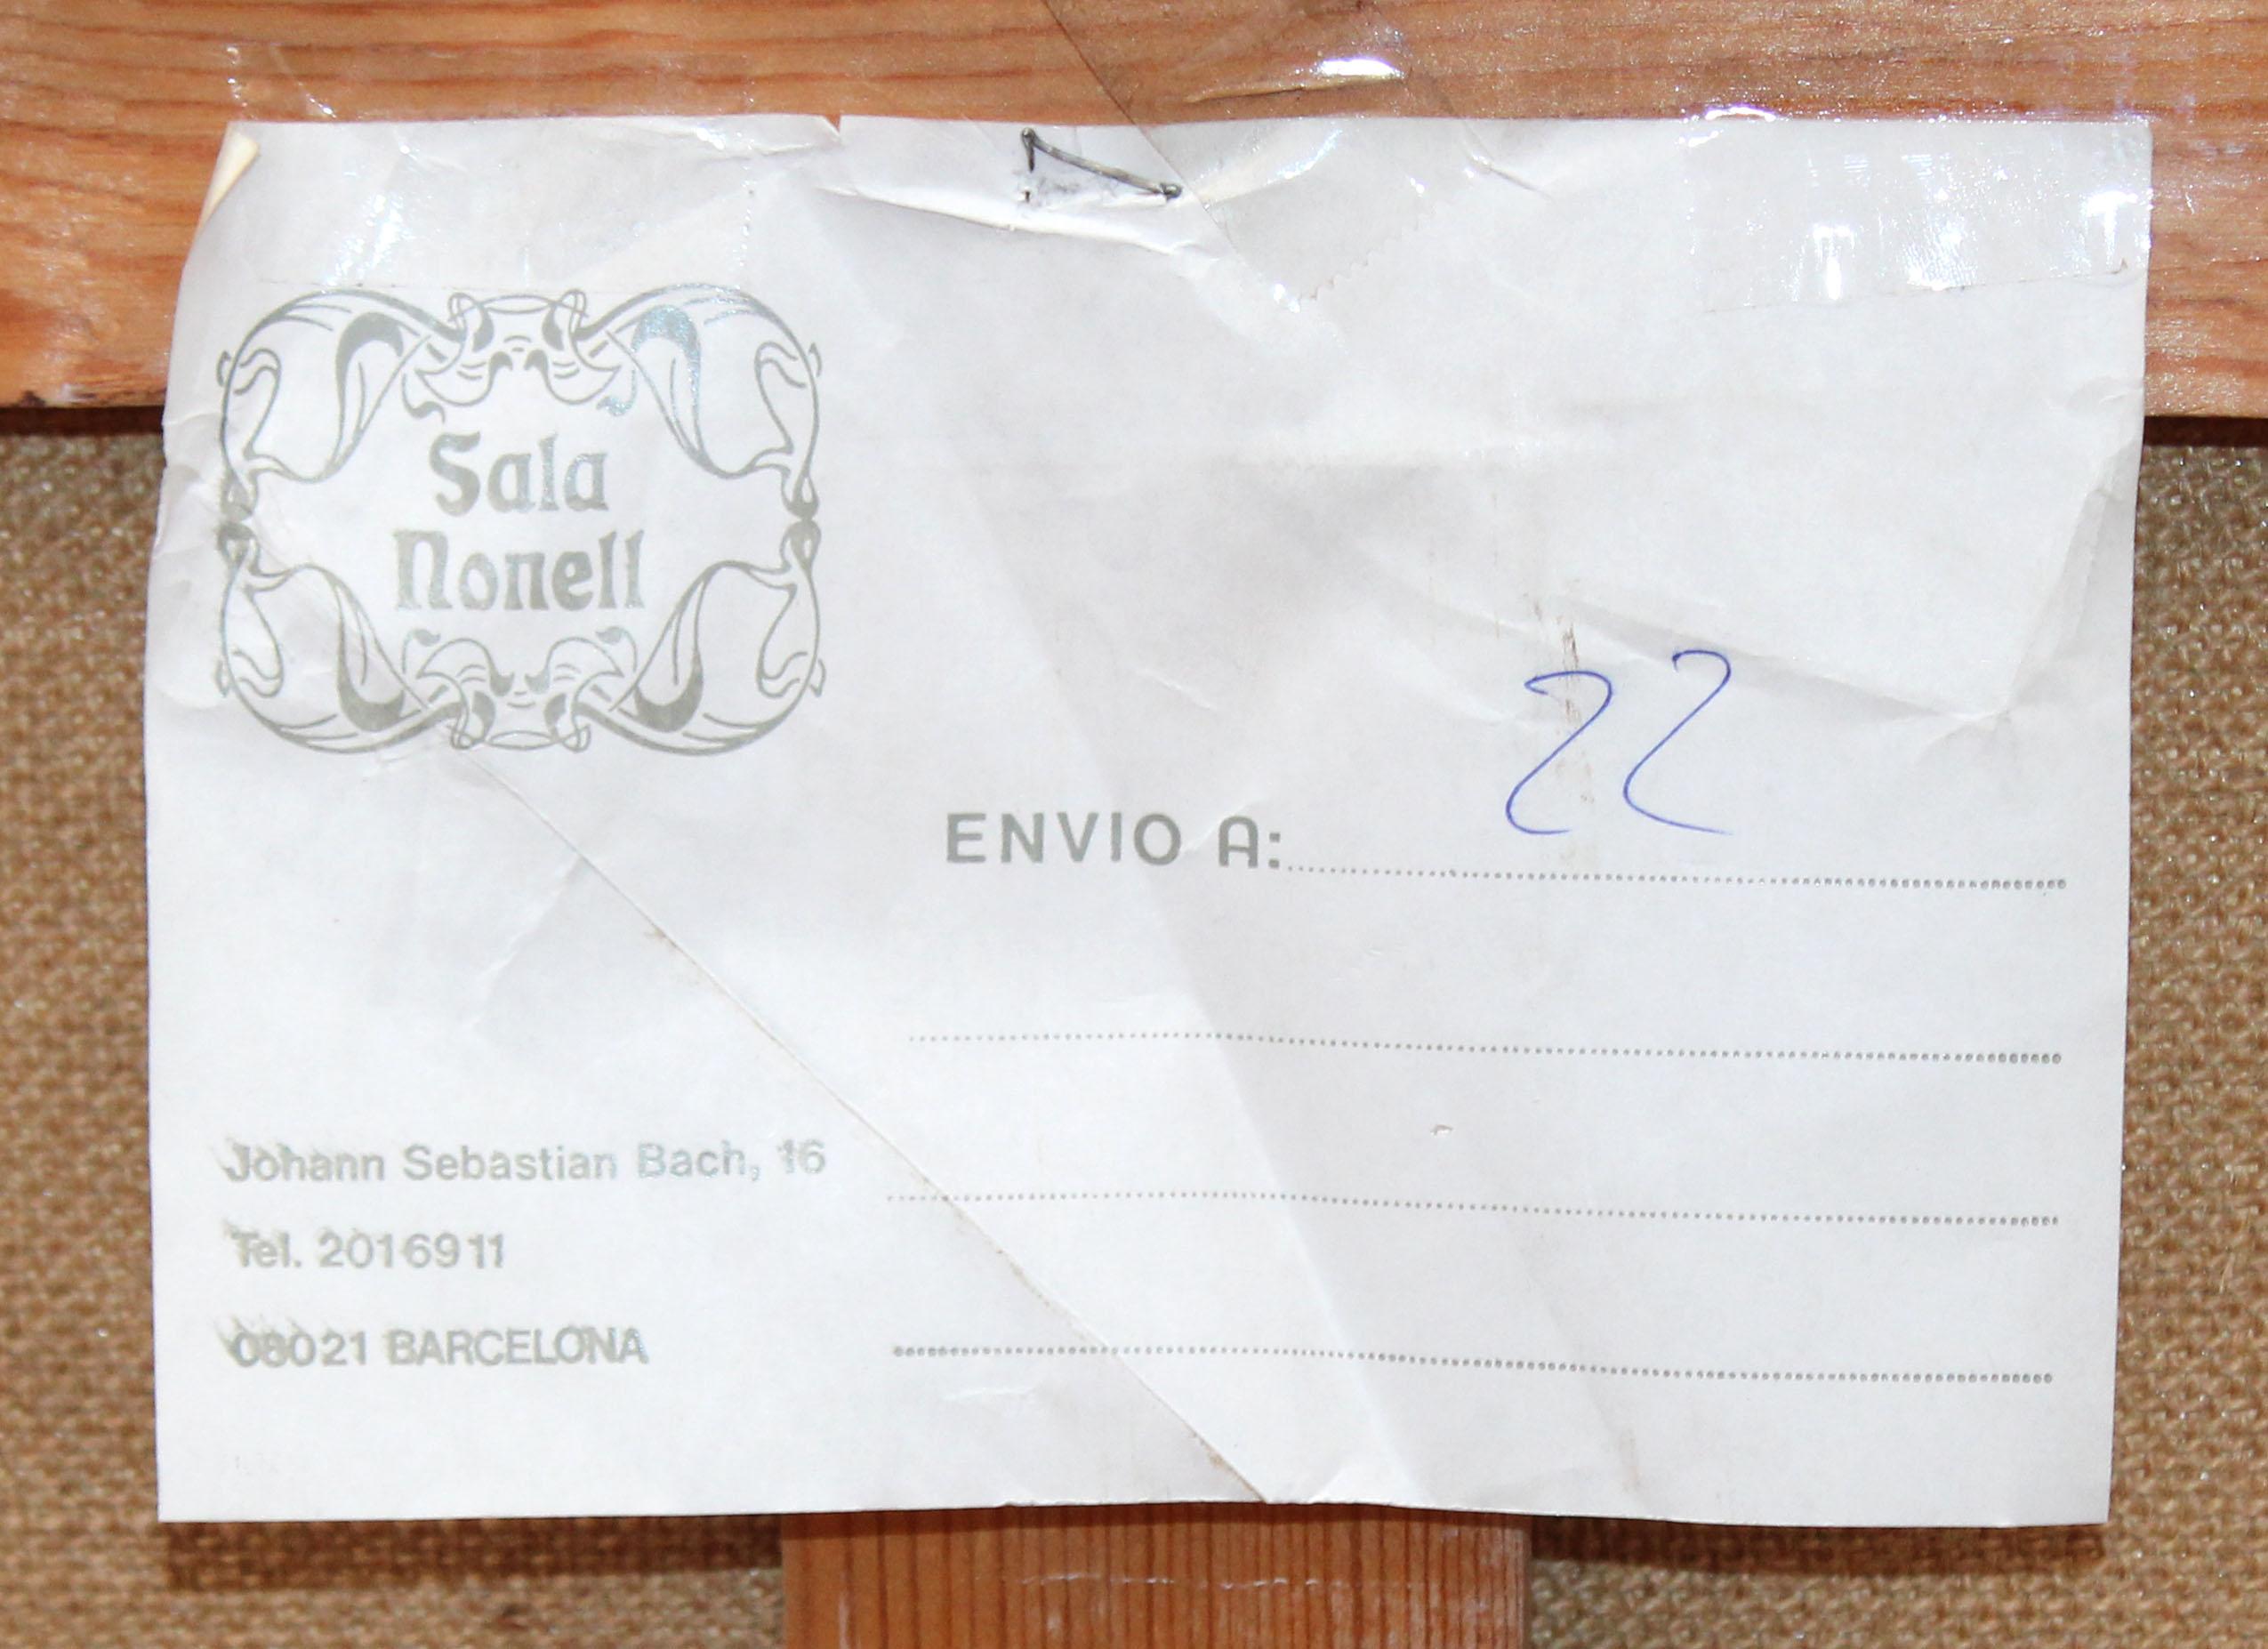 Sala
Nonell
22
ENVIO A:
Johann Sebastian Bach, 16
Tel. 2016911
08021 BARCELONA